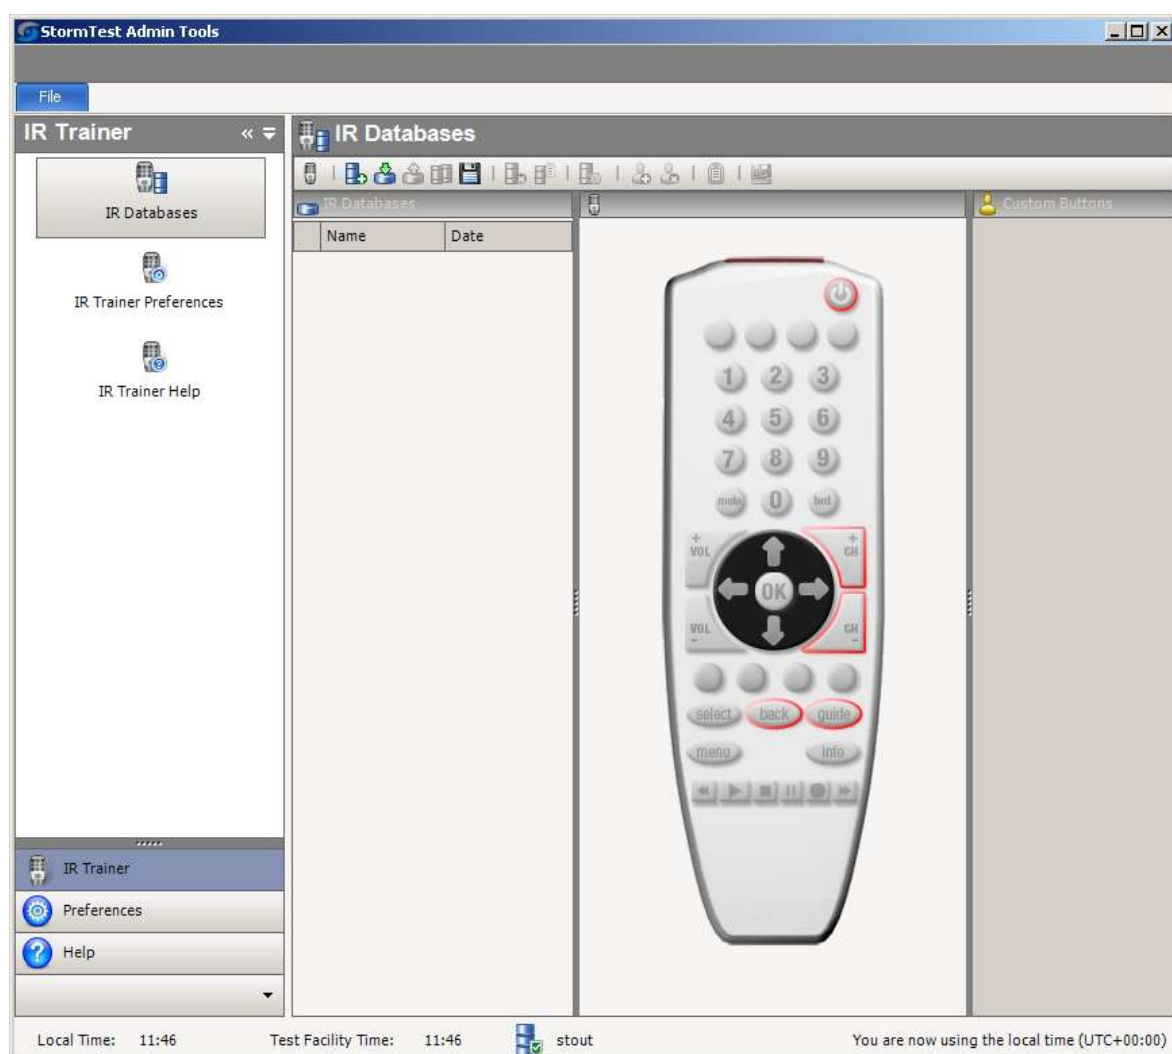 StormTest Admin Tools
File
IR Trainer
IR Databases
IR Trainer Preferences
IR Trainer Help
IR Trainer
Preferences
Help
IR Databases
IR Databases
Name Date
Custom Buttons
1 2 3
4 5 6
7 8 9
mute 0 text
+ VOL + CH
OK
VOL - CH -
select back guide
menu info
Local Time: 11:46 Test Facility Time: 11:46 stout You are now using the local time (UTC+00:00)